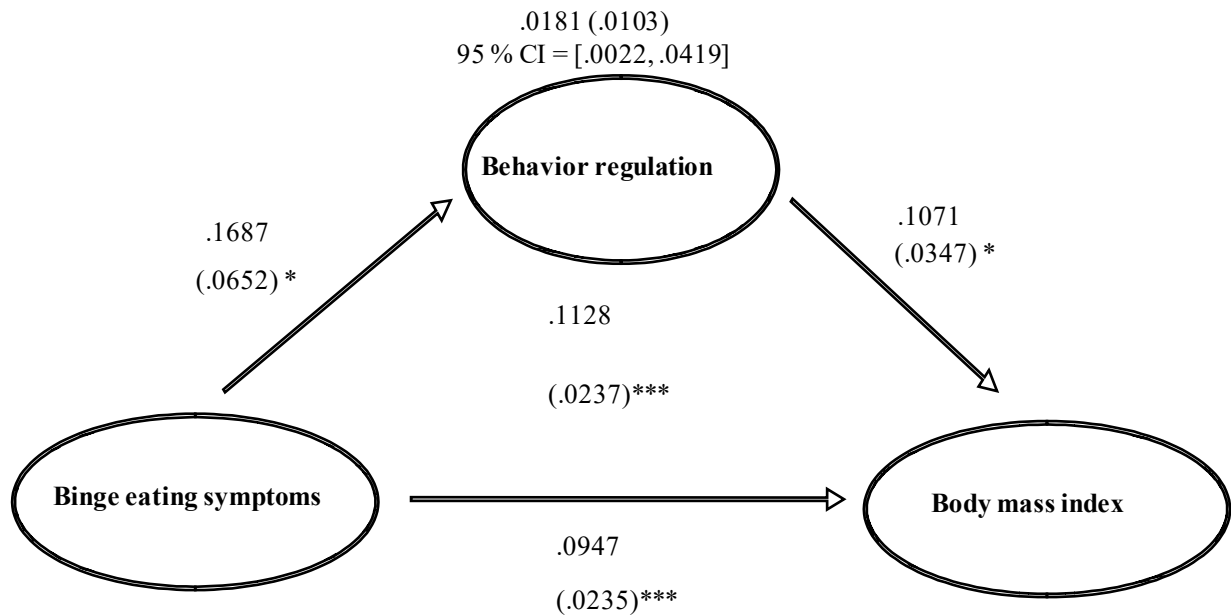 .0181 (.0103)
95 % CI = [.0022, .0419]
Behavior regulation
.1687
(.0652) *
.1071
(.0347) *
.1128
(.0237)***
Binge eating symptoms
Body mass index
.0947
(.0235)***